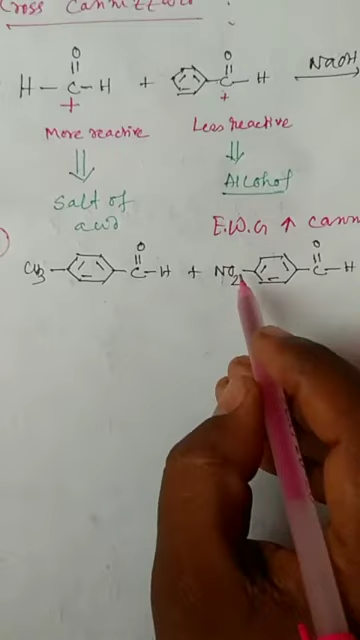 Cross Cannizzaro :
O O
H - C - H + C - H NaOH
+ +
More reactive Less reactive
Salt of acid Alcohol
E.W.G ↑ cann
O O
CH3 C - H + NO2 C - H